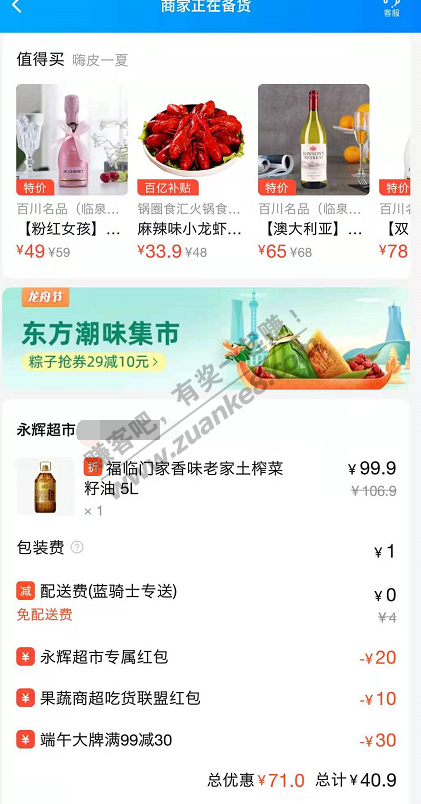 商家正在备货
客服
值得买 嗨皮一夏
特价
百亿补贴
特价
特价
百川名品（临泉…
锅圈食汇火锅食…
百川名品（临泉…
百川
【粉红女孩】…
麻辣味小龙虾…
【澳大利亚】…
【双
¥49 ¥59
¥33.9 ¥48
¥65 ¥68
¥78
龙舟节
东方潮味集市
粽子抢券29减10元
赚客吧，有奖一起赚！
www.zuanke8.com
永辉超市
折 福临门家香味老家土榨菜
籽油 5L
¥99.9
¥106.9
×1
包装费 ?
¥1
减 配送费(蓝骑士专送)
¥0
免配送费
¥4
¥ 永辉超市专属红包
-¥20
¥ 果蔬商超吃货联盟红包
-¥10
¥ 端午大牌满99减30
-¥30
总优惠¥71.0 总计¥40.9